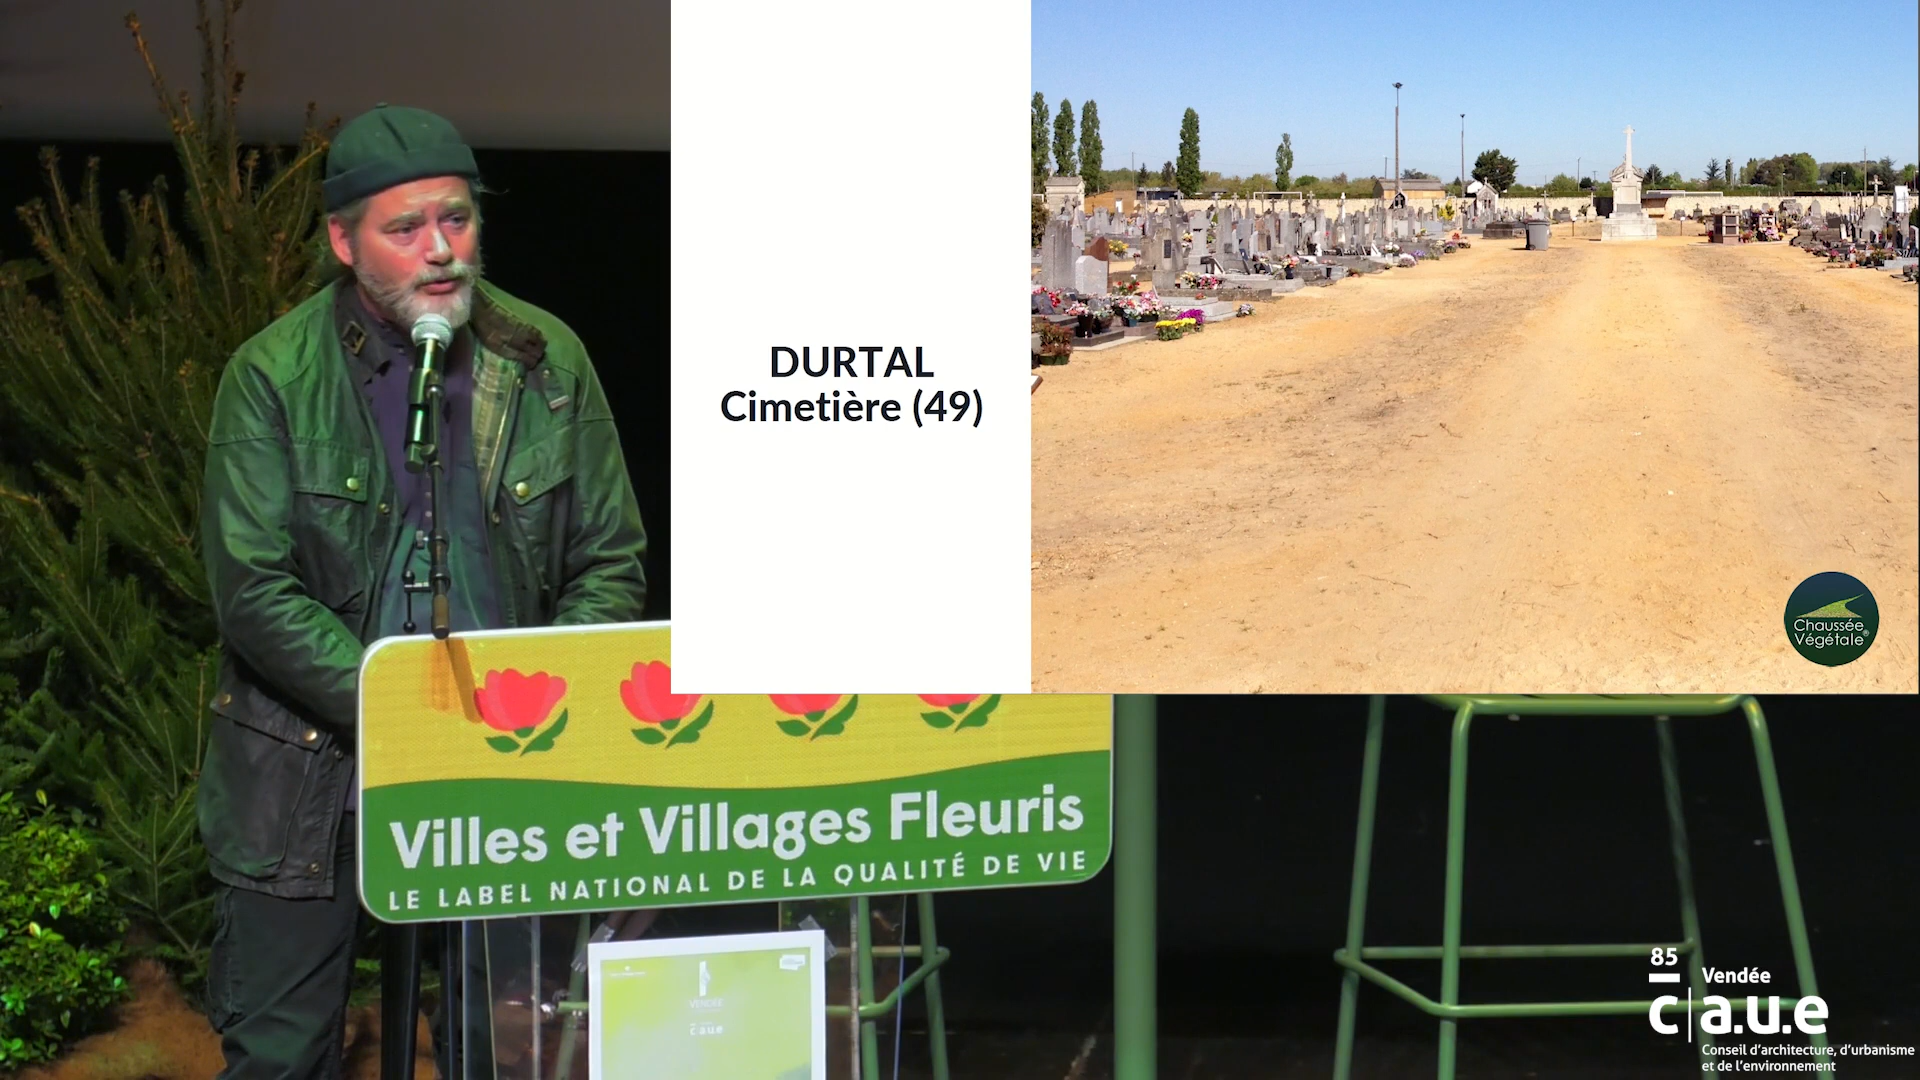 DURTAL
Cimetière (49)
Chaussée
Végétale®
Villes et Villages Fleuris
LE LABEL NATIONAL DE LA QUALITÉ DE VIE
VENDÉE
c|a.u.e
85
Vendée
c|a.u.e
Conseil d'architecture, d'urbanisme
et de l'environnement